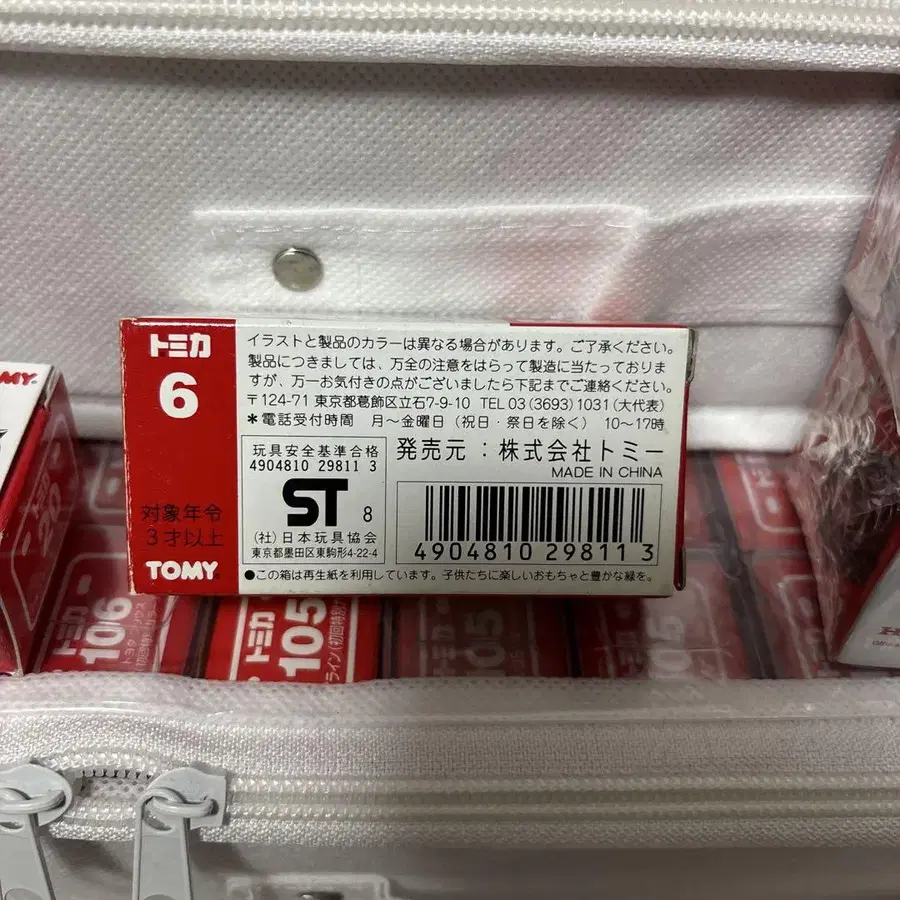 トミカ
6
対象年令
3才以上
TOMY®
イラストと製品のカラーは異なる場合があります。ご了承ください。
製品につきましては、万全の注意をはらって製造に当たっておりま
すが、万一お気付きの点がございましたら下記までご連絡ください。
〒124-71 東京都葛飾区立石7-9-10 TEL 03(3693)1031(大代表)
*電話受付時間 月〜金曜日(祝日・祭日を除く) 10〜17時
玩具安全基準合格
4904810 29811 3
ST 8
(社)日本玩具協会
東京都墨田区東駒形4-22-4
発売元:株式会社トミー
MADE IN CHINA
4904810 298113
●この箱は再生紙を利用しています。子供たちに楽しいおもちゃと豊かな緑を。
OMY®
トミカ
106
トミカ
105
トミカ
105